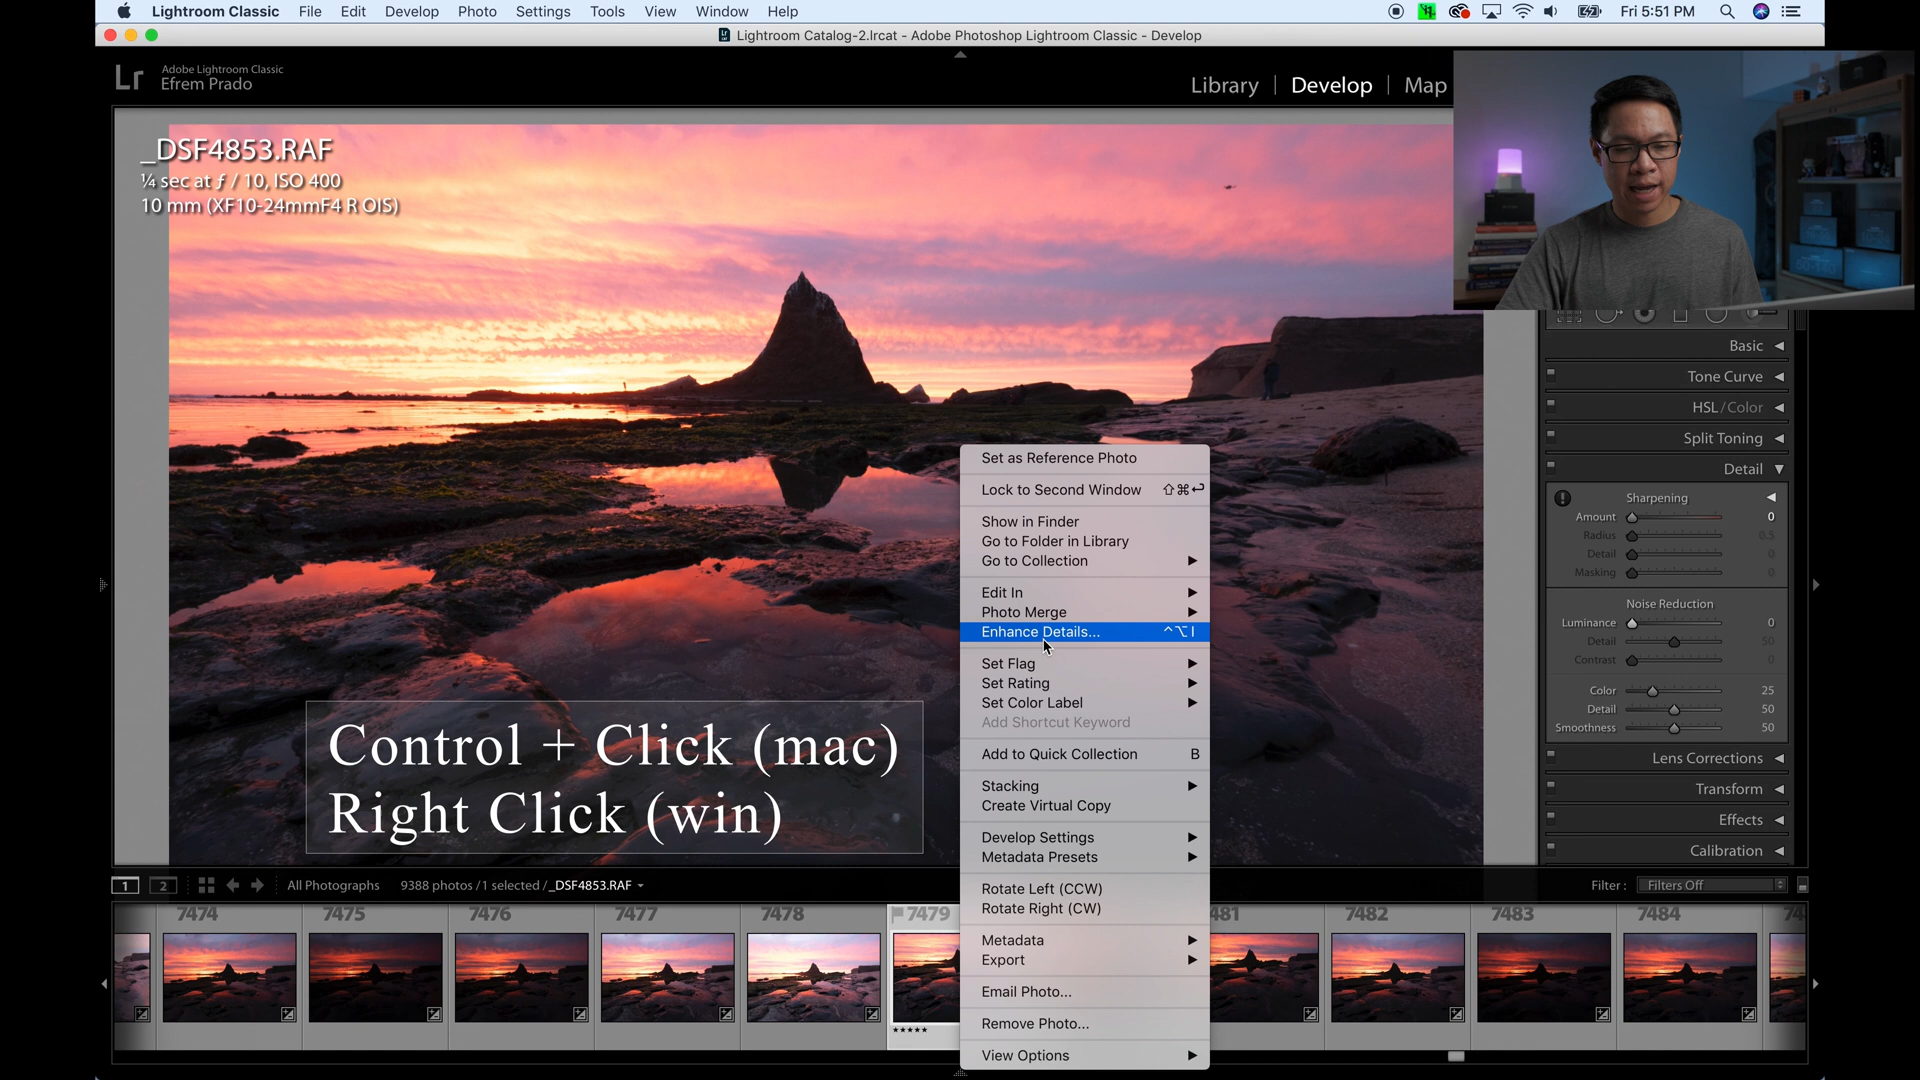 Lightroom Classic File Edit Develop Photo Settings Tools View Window Help Fri 5:51 PM
Lightroom Catalog-2.lrcat - Adobe Photoshop Lightroom Classic - Develop
Lr
Adobe Lightroom Classic
Efrem Prado
Library | Develop | Map
_DSF4853.RAF
¼ sec at ƒ / 10, ISO 400
10 mm (XF10-24mmF4 R OIS)
Basic
Tone Curve
HSL / Color
Split Toning
Detail
Sharpening
Amount 0
Radius 0.5
Detail 0
Masking 0
Noise Reduction
Luminance 0
Detail 50
Contrast 0
Color 25
Detail 50
Smoothness 50
Lens Corrections
Transform
Effects
Calibration
Set as Reference Photo
Lock to Second Window ⇧⌘↩
Show in Finder
Go to Folder in Library
Go to Collection
Edit In
Photo Merge
Enhance Details... ^⌥I
Set Flag
Set Rating
Set Color Label
Add Shortcut Keyword
Add to Quick Collection B
Stacking
Create Virtual Copy
Develop Settings
Metadata Presets
Rotate Left (CCW)
Rotate Right (CW)
Metadata
Export
Email Photo...
Remove Photo...
View Options
Control + Click (mac)
Right Click (win)
1 2 All Photographs 9388 photos / 1 selected / _DSF4853.RAF Filter : Filters Off
7474 7475 7476 7477 7478 7479 481 7482 7483 7484 74
★★★★★